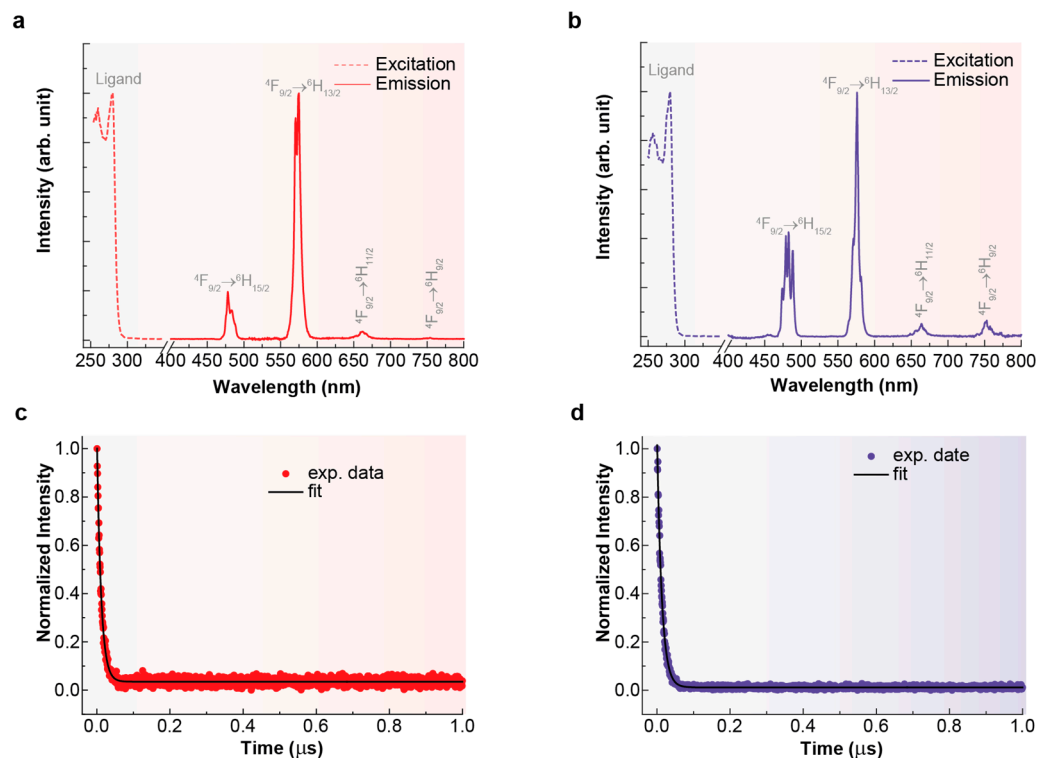 a
Ligand
⁴F₉/₂→⁶H₁₃/₂
Excitation
Emission
⁴F₉/₂→⁶H₁₅/₂
⁴F₉/₂→⁶H₁₁/₂
⁴F₉/₂→⁶H₉/₂
Intensity (arb. unit)
250 300 400 450 500 550 600 650 700 750 800
Wavelength (nm)
b
Ligand
⁴F₉/₂→⁶H₁₃/₂
Excitation
Emission
⁴F₉/₂→⁶H₁₅/₂
⁴F₉/₂→⁶H₁₁/₂
⁴F₉/₂→⁶H₉/₂
Intensity (arb. unit)
250 300 400 450 500 550 600 650 700 750 800
Wavelength (nm)
c
exp. data
fit
Normalized Intensity
1.0
0.8
0.6
0.4
0.2
0.0
0.0 0.2 0.4 0.6 0.8 1.0
Time (μs)
d
exp. date
fit
Normalized Intensity
1.0
0.8
0.6
0.4
0.2
0.0
0.0 0.2 0.4 0.6 0.8 1.0
Time (μs)